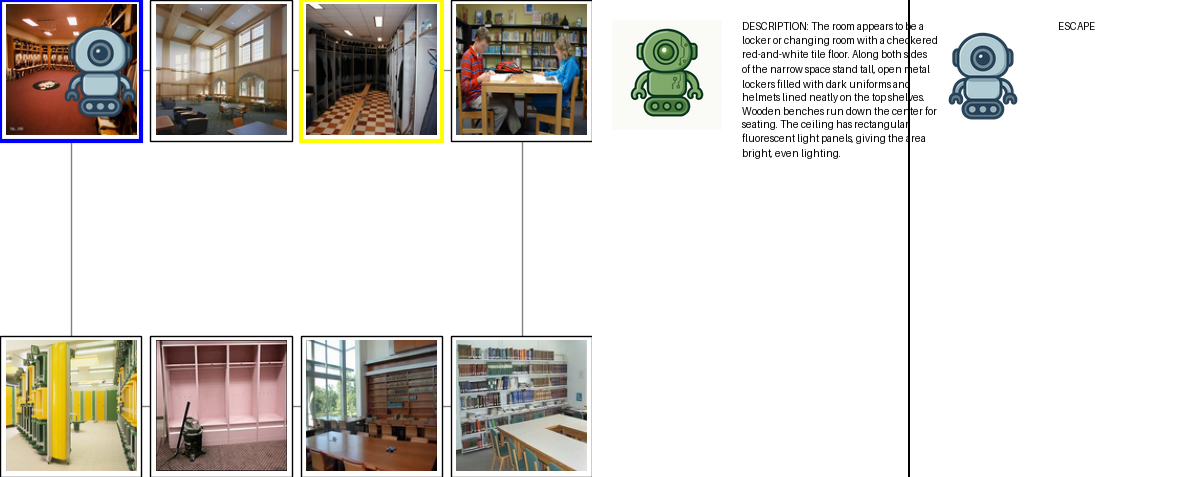 DESCRIPTION: The room appears to be a
locker or changing room with a checkered
red-and-white tile floor. Along both sides
of the narrow space stand tall, open metal
lockers filled with dark uniforms and
helmets lined neatly on the top shelves.
Wooden benches run down the center for
seating. The ceiling has rectangular
fluorescent light panels, giving the area
bright, even lighting.
ESCAPE